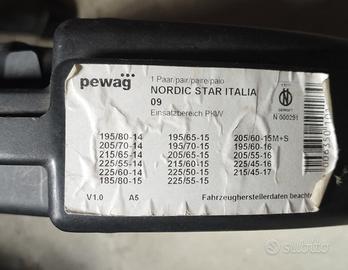 pewag
1 Paar/pair/paire/paio
NORDIC STAR ITALIA
09
Einsatzbereich PKW
N 000291
195/80-14 195/65-15 205/60-15M+S
205/70-14 205/65-15 195/60-16
215/65-14 215/60-15 205/55-16
225/55-14 195/70-15 225/45-16
225/60-14 225/50-15 215/45-17
185/80-15 225/55-15
V1.0 A5 Fahrzeugherstellerdaten beachten
Subito